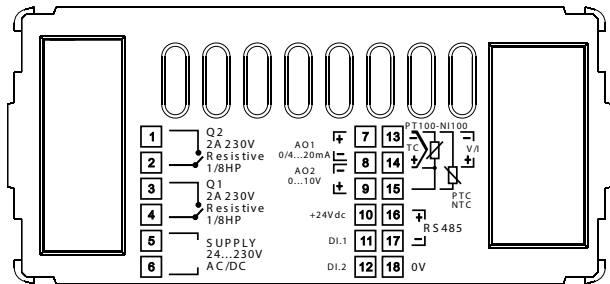 1
Q2
2A 230V
2
Resistive
1/8HP
3
Q1
2A 230V
4
Resistive
1/8HP
5
SUPPLY
24...230V
6
AC/DC
AO1
0/4...20mA
+
-
7
8
AO2
0...10V
-
+
9
+24Vdc
10
DI.1
11
DI.2
12
PT100-NI100
13
-
TC
14
+
-
V/I
+
15
PTC
NTC
16
+
RS485
17
-
18
0V